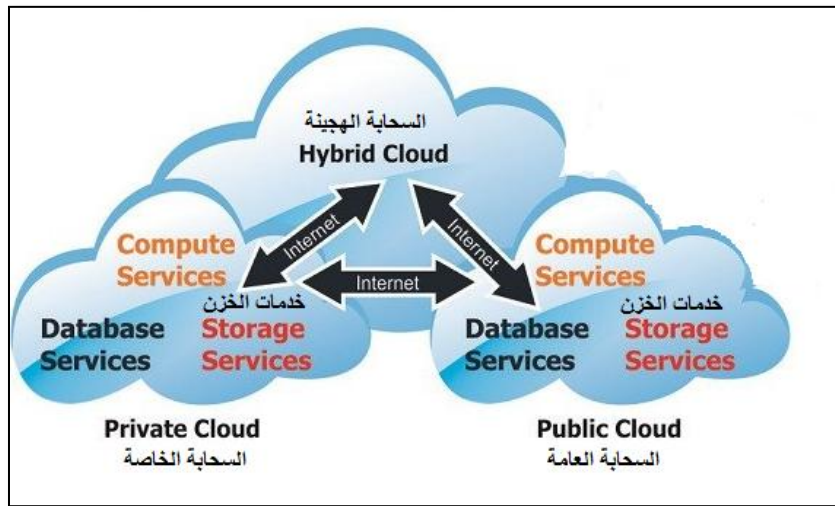 السحابة الهجينة
Hybrid Cloud
Internet
Internet
Internet
Compute
Services
خدمات الخزن
Database
Services
Storage
Services
Private Cloud
السحابة الخاصة
Compute
Services
خدمات الخزن
Database
Services
Storage
Services
Public Cloud
السحابة العامة